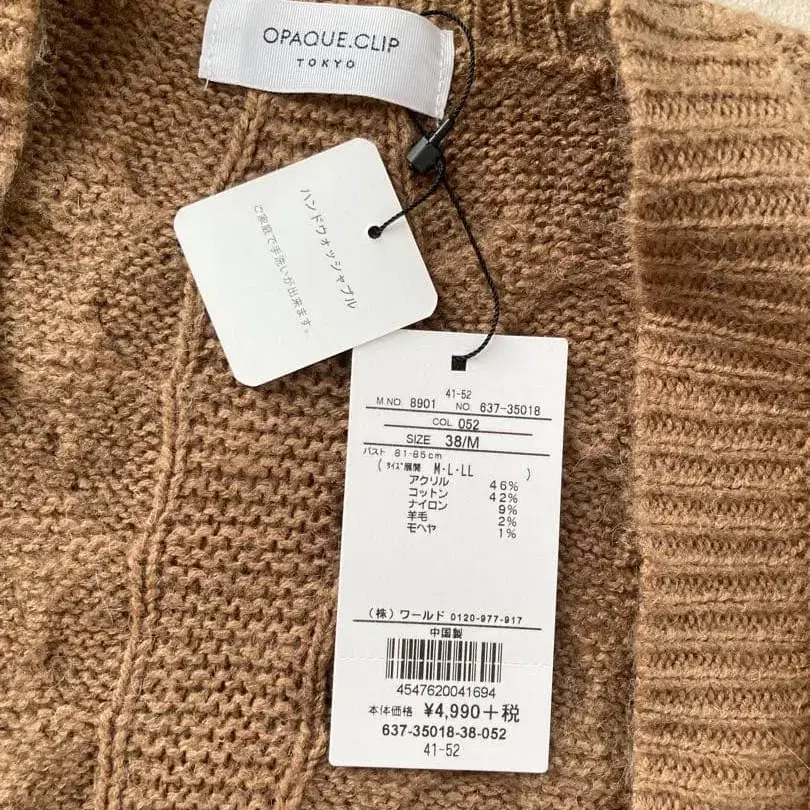 OPAQUE.CLIP
TOKYO
ハンドウォッシャブル
ご家庭で手洗いが出来ます。
41-52
M NO. 8901 NO. 637-35018
COL 052
SIZE 38/M
バスト 81-85cm
(ｻｲｽﾞ展開 M・L・LL )
アクリル 46%
コットン 42%
ナイロン 9%
羊毛 2%
モヘヤ 1%
(株)ワールド 0120-977-917
中国製
4547620041694
本体価格 ¥4,990+税
637-35018-38-052
41-52